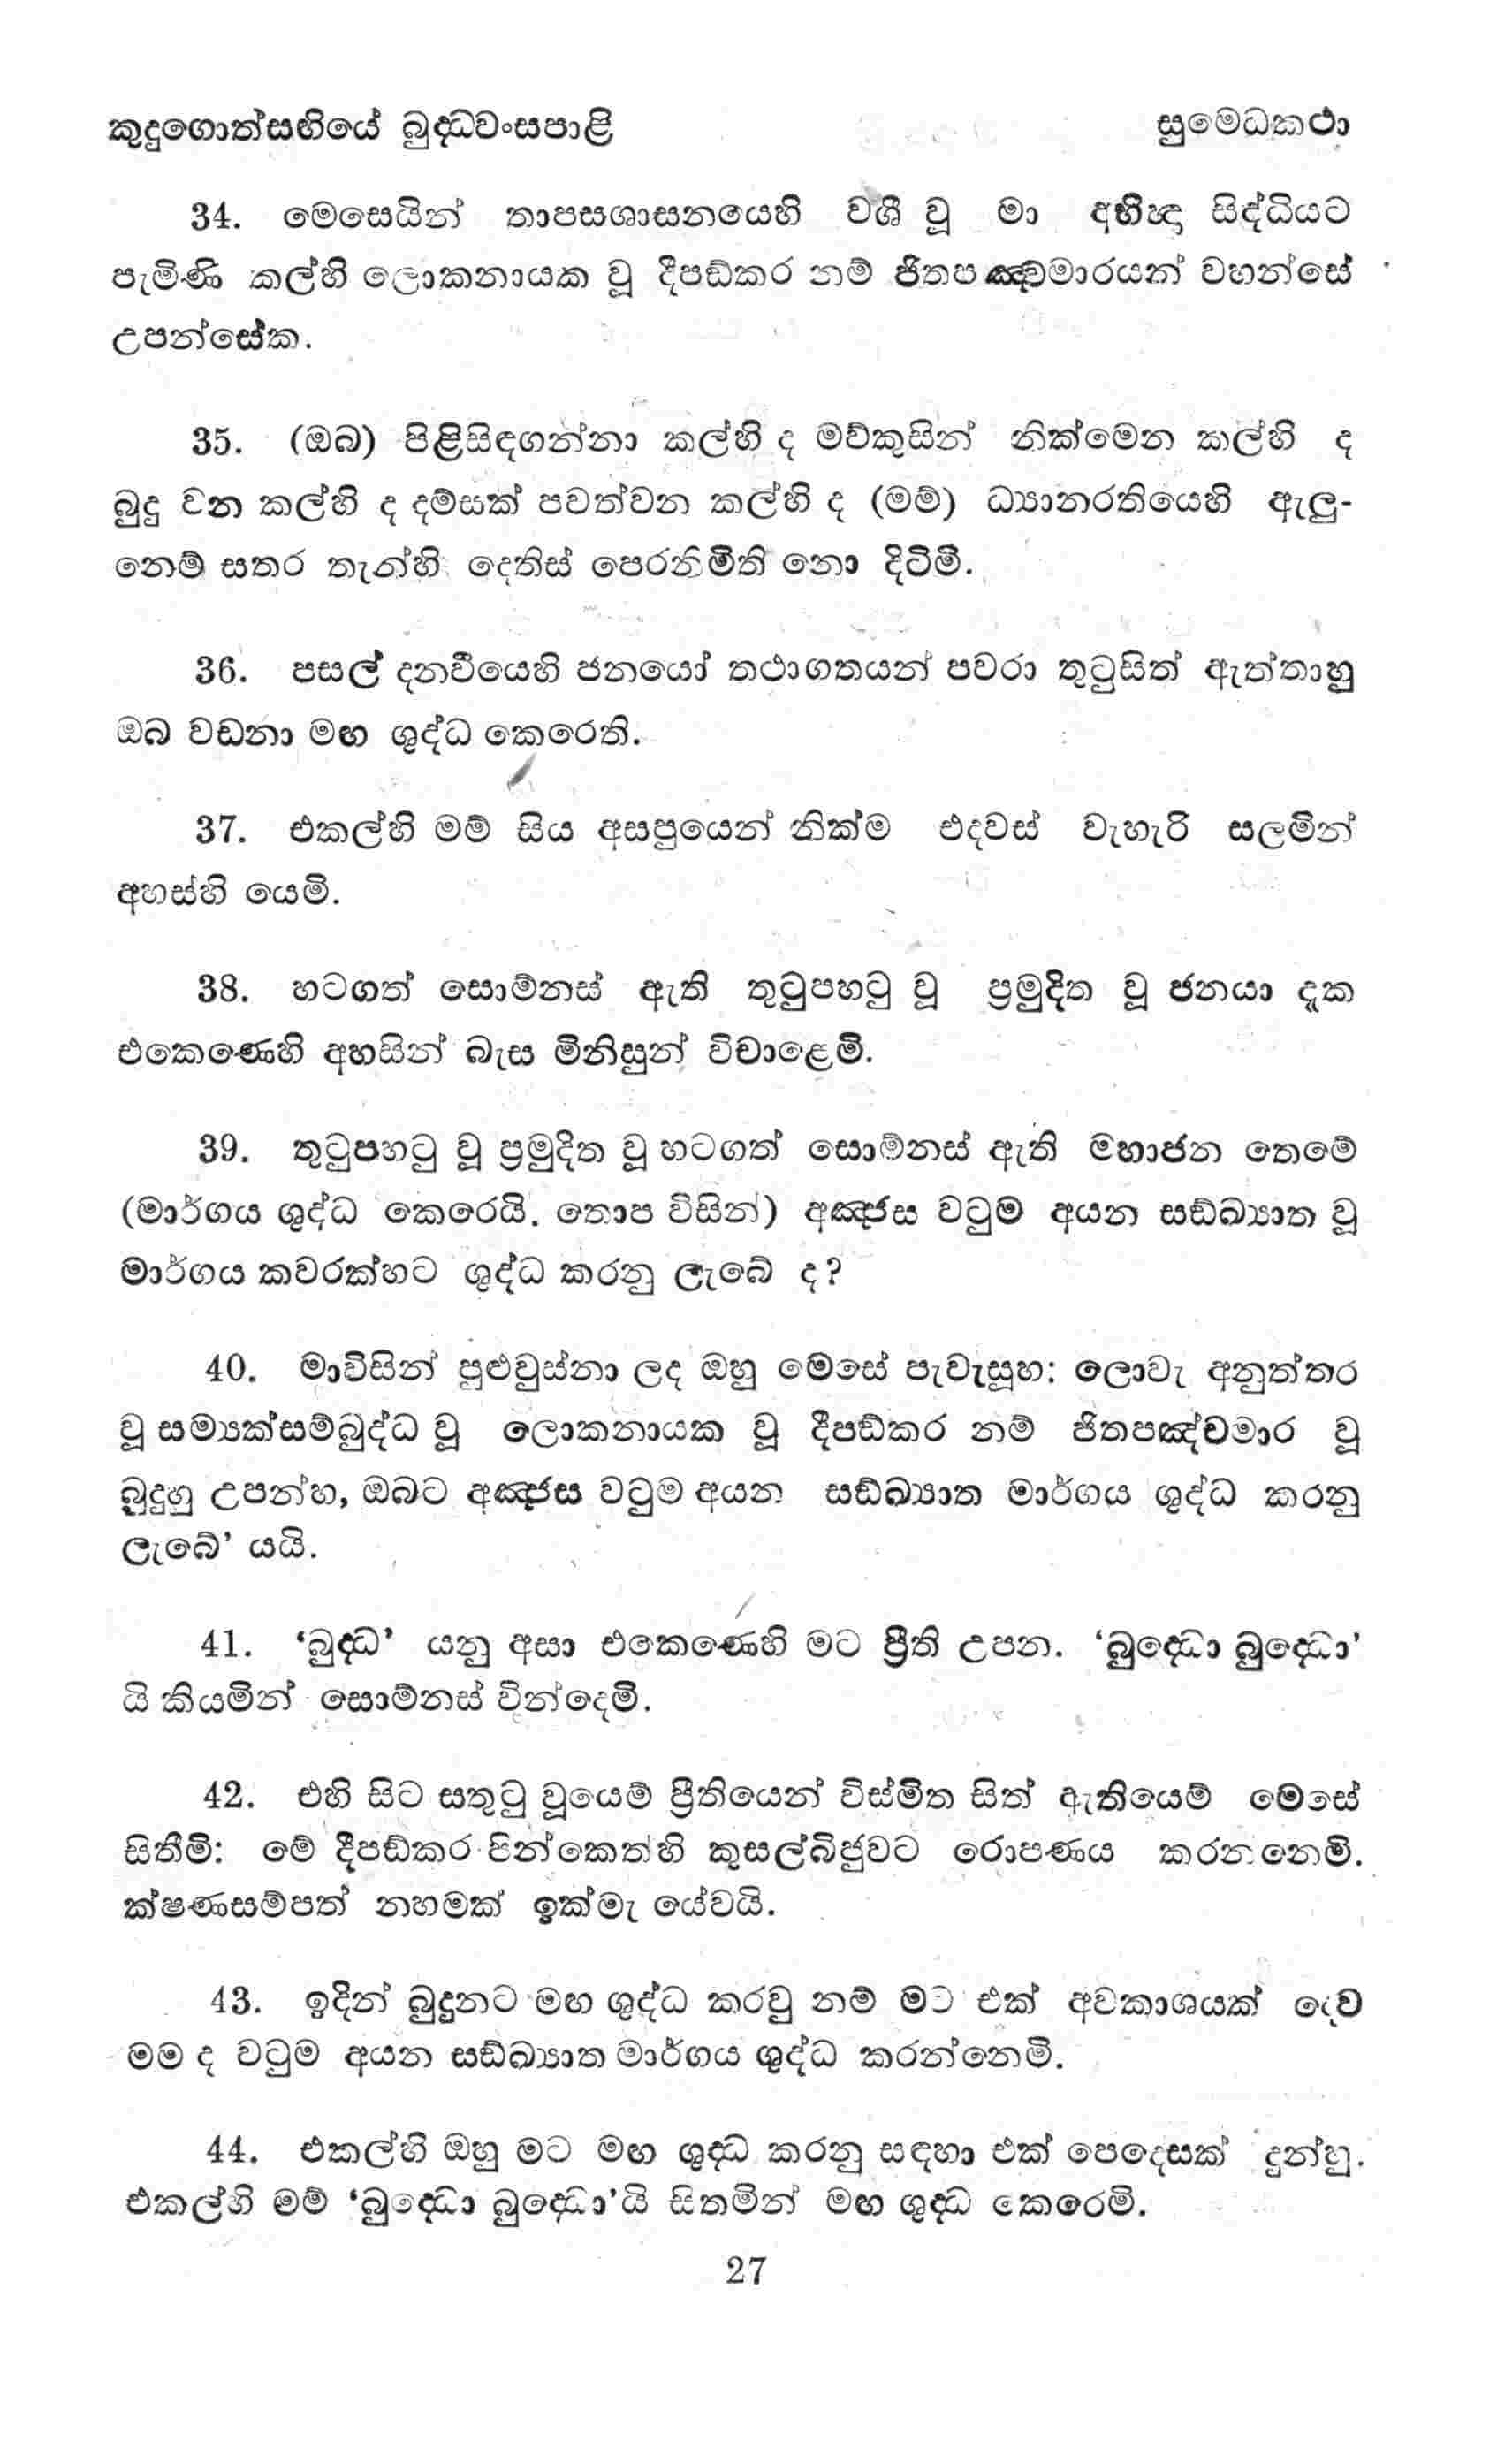 කුදුගොත්සඟියේ බුද්ධවංසපාළි සුමෙධකථා
34. මෙසෙයින් තාපසශාසනයෙහි වශී වූ මා අභිඥා සිද්ධියට
පැමිණි කල්හි ලොකනායක වූ දීපඞ්කර නම් ජිතපඤ්චමාරයන් වහන්සේ
උපන්සේක.
35. (ඔබ) පිළිසිඳගන්නා කල්හි ද මව්කුසින් නික්මෙන කල්හි ද
බුදු වන කල්හි ද දම්සක් පවත්වන කල්හි ද (මම්) ධ්‍යානරතියෙහි ඇලු-
නෙම් සතර තැන්හි දෙතිස් පෙරනිමිති නො දිටිමි.
36. පසල් දනව්යෙහි ජනයෝ තථාගතයන් පවරා තුටුසිත් ඇත්තාහු
ඔබ වඩනා මඟ ශුද්ධ කෙරෙති.
37. එකල්හි මම් සිය අසපුයෙන් නික්ම එදවස් වැහැරි සලමින්
අහස්හි යෙමි.
38. හටගත් සොම්නස් ඇති තුටුපහටු වූ ප්‍රමුදිත වූ ජනයා දැක
එකෙණෙහි අහසින් බැස මිනිසුන් විචාළෙමි.
39. තුටුපහටු වූ ප්‍රමුදිත වූ හටගත් සොම්නස් ඇති මහාජන තෙමේ
(මාර්ගය ශුද්ධ කෙරෙයි. තොප විසින්) අඤ්ජස වටුම අයන සඞ්ඛ්‍යාත වූ
මාර්ගය කවරක්හට ශුද්ධ කරනු ලැබේ ද?
40. මාවිසින් පුළුවුස්නා ලද ඔහු මෙසේ පැවැසූහ: ලොවැ අනුත්තර
වූ සම්‍යක්සම්බුද්ධ වූ ලොකනායක වූ දීපඞ්කර නම් ජිතපඤ්චමාර වූ
බුදුහු උපන්හ, ඔබට අඤ්ජස වටුම අයන සඞ්ඛ්‍යාත මාර්ගය ශුද්ධ කරනු
ලැබේ’ යයි.
41. ‘බුද්ධ’ යනු අසා එකෙණෙහි මට ප්‍රීති උපන. ‘බුද්ධො බුද්ධො’
යි කියමින් සොම්නස් වින්දෙමි.
42. එහි සිට සතුටු වූයෙම් ප්‍රීතියෙන් විස්මිත සිත් ඇතියෙම් මෙසේ
සිතීමි: මේ දීපඞ්කර පින්කෙත්හි කුසල්බිජුවට රොපණය කරනනෙමි.
ක්ෂණසම්පත් නහමක් ඉක්මැ යේවයි.
43. ඉදින් බුදුනට මඟ ශුද්ධ කරවු නම් මට එක් අවකාශයක් දෙව
මම ද වටුම අයන සඞ්ඛ්‍යාත මාර්ගය ශුද්ධ කරන්නෙමි.
44. එකල්හි ඔහු මට මඟ ශුද්ධ කරනු සඳහා එක් පෙදෙසක් දුන්හු.
එකල්හි මම් ‘බුද්ධො බුද්ධො’යි සිතමින් මඟ ශුද්ධ කෙරෙමි.
27